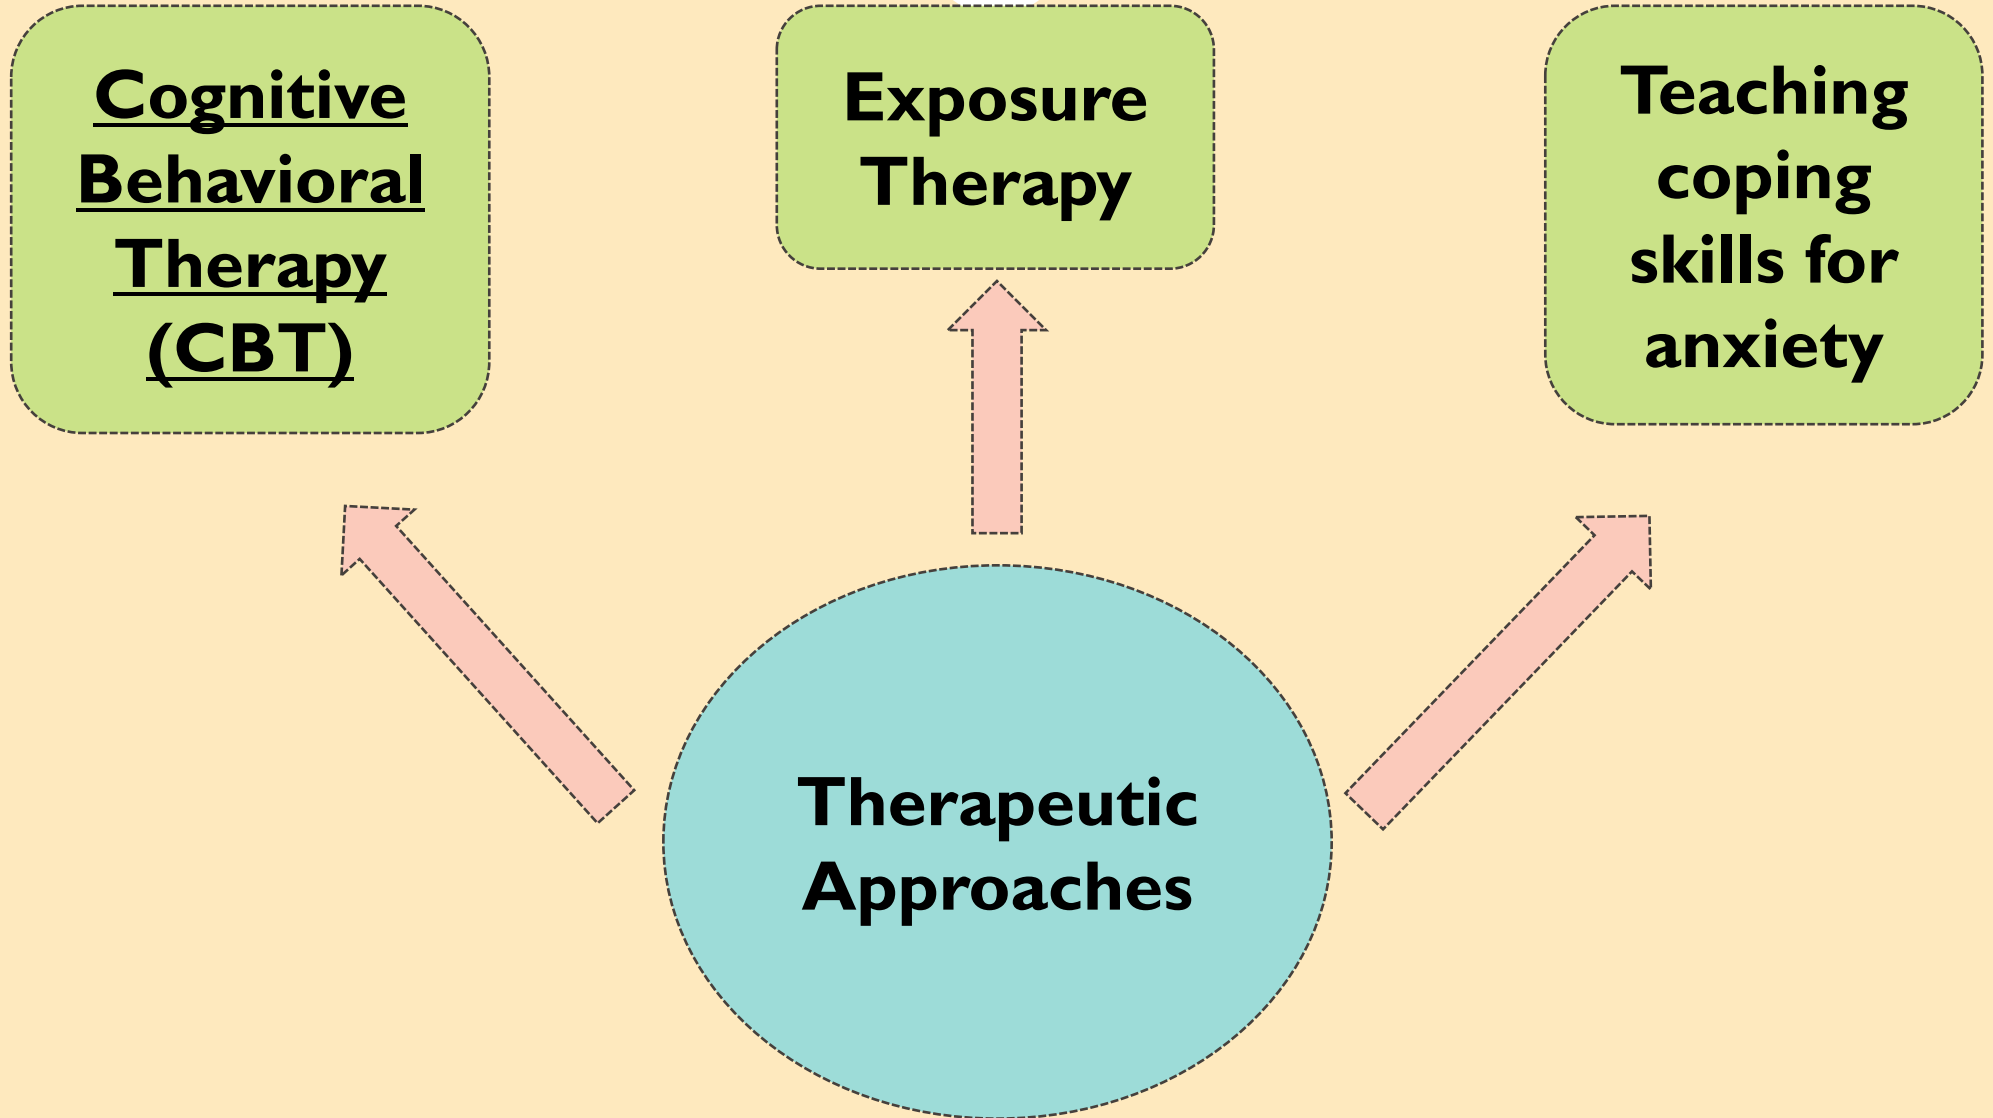 Cognitive
Behavioral
Therapy
(CBT)
Exposure
Therapy
Teaching
coping
skills for
anxiety
Therapeutic
Approaches